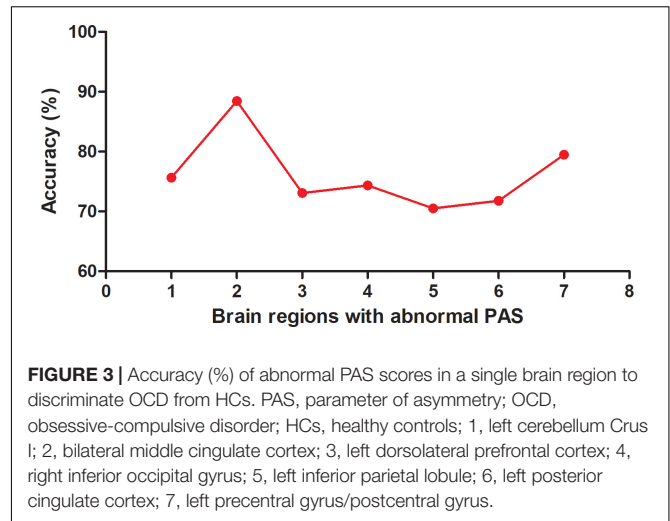 100
90
80
70
60
Accuracy (%)
0 1 2 3 4 5 6 7 8
Brain regions with abnormal PAS
FIGURE 3 | Accuracy (%) of abnormal PAS scores in a single brain region to
discriminate OCD from HCs. PAS, parameter of asymmetry; OCD,
obsessive-compulsive disorder; HCs, healthy controls; 1, left cerebellum Crus
I; 2, bilateral middle cingulate cortex; 3, left dorsolateral prefrontal cortex; 4,
right inferior occipital gyrus; 5, left inferior parietal lobule; 6, left posterior
cingulate cortex; 7, left precentral gyrus/postcentral gyrus.